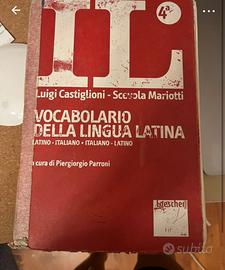 IL
4ª
Luigi Castiglioni - Scevola Mariotti
VOCABOLARIO
DELLA LINGUA LATINA
LATINO - ITALIANO • ITALIANO - LATINO
a cura di Piergiorgio Parroni
Loescher
subito